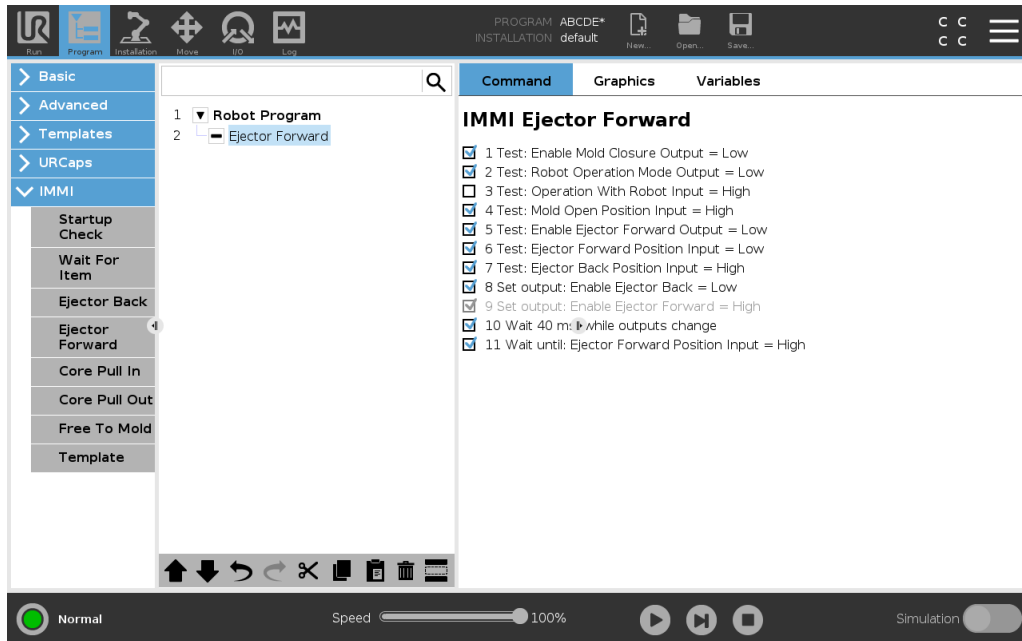 PROGRAM ABCDE*
INSTALLATION default
UR
Run
Program
Installation
Move
I/O
Log
New...
Open...
Save...
C C
C C
Basic
Advanced
Templates
URCaps
IMMI
Startup
Check
Wait For
Item
Ejector Back
Ejector
Forward
Core Pull In
Core Pull Out
Free To Mold
Template
1 Robot Program
2 Ejector Forward
Command Graphics Variables
IMMI Ejector Forward
1 Test: Enable Mold Closure Output = Low
2 Test: Robot Operation Mode Output = Low
3 Test: Operation With Robot Input = High
4 Test: Mold Open Position Input = High
5 Test: Enable Ejector Forward Output = Low
6 Test: Ejector Forward Position Input = Low
7 Test: Ejector Back Position Input = High
8 Set output: Enable Ejector Back = Low
9 Set output: Enable Ejector Forward = High
10 Wait 40 ms while outputs change
11 Wait until: Ejector Forward Position Input = High
Normal
Speed 100%
Simulation